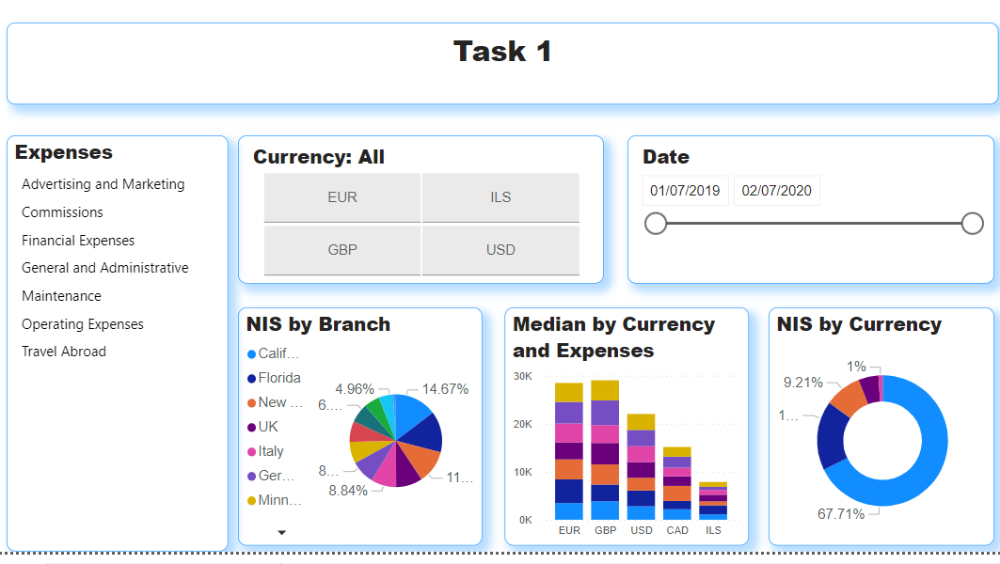 Task 1
Expenses
Advertising and Marketing
Commissions
Financial Expenses
General and Administrative
Maintenance
Operating Expenses
Travel Abroad
Currency: All
EUR
ILS
GBP
USD
Date
01/07/2019
02/07/2020
NIS by Branch
Calif...
Florida
New ...
UK
Italy
Ger...
Minn...
4.96%
14.67%
6....
8...
8.84%
11...
Median by Currency
and Expenses
30K
20K
10K
0K
EUR GBP USD CAD ILS
NIS by Currency
1%
9.21%
1...
67.71%